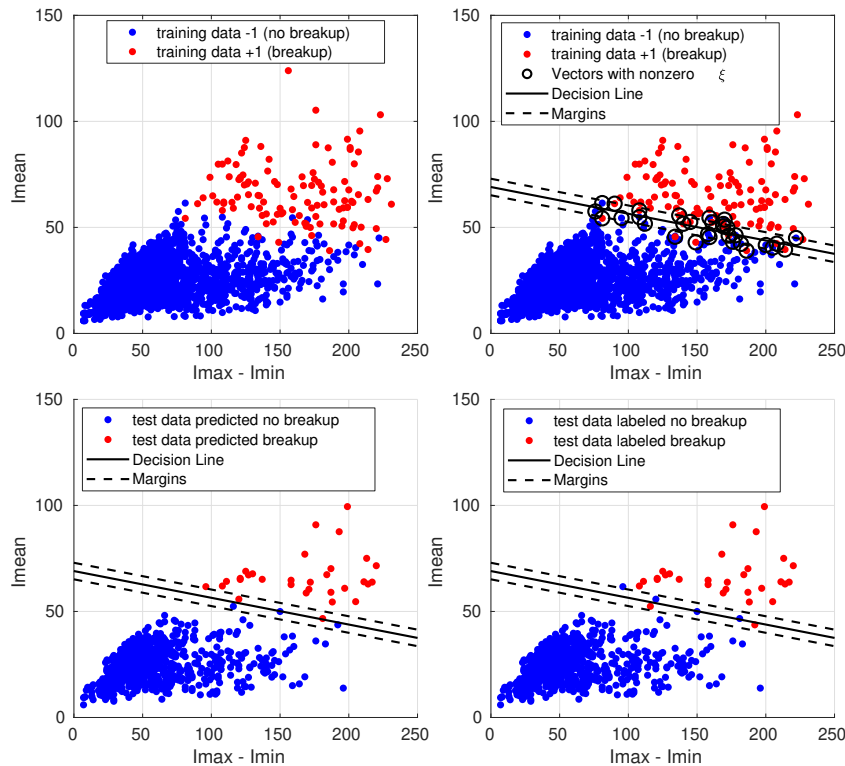 150
100
50
0
0
50
100
150
200
250
Imean
Imax - Imin
training data -1 (no breakup)
training data +1 (breakup)
150
100
50
0
0
50
100
150
200
250
Imean
Imax - Imin
training data -1 (no breakup)
training data +1 (breakup)
Vectors with nonzero ξ
Decision Line
Margins
150
100
50
0
0
50
100
150
200
250
Imean
Imax - Imin
test data predicted no breakup
test data predicted breakup
Decision Line
Margins
150
100
50
0
0
50
100
150
200
250
Imean
Imax - Imin
test data labeled no breakup
test data labeled breakup
Decision Line
Margins